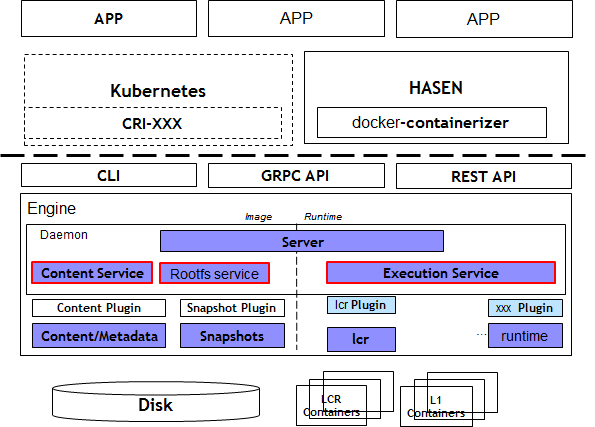 APP
APP
APP
Kubernetes
HASEN
CRI-XXX
docker-containerizer
CLI
GRPC API
REST API
Engine
Image
Runtime
Daemon
Server
Content Service
Rootfs service
Execution Service
Content Plugin
Snapshot Plugin
lcr Plugin
xxx Plugin
Content/Metadata
Snapshots
lcr
...
runtime
Disk
LCR
Containers
L1
Containers